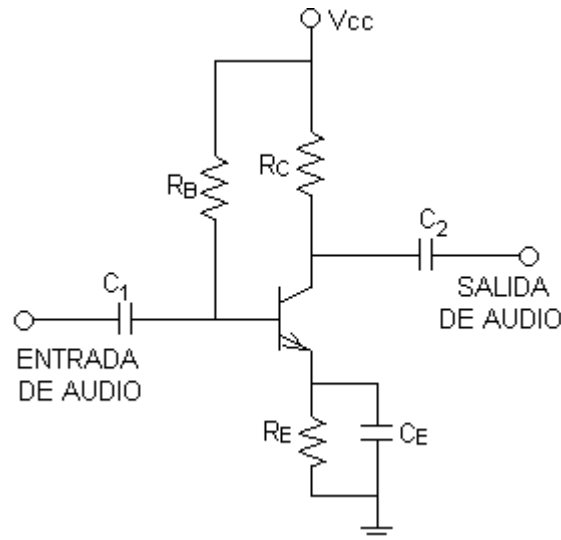 Vcc
RC
RB
C2
C1
SALIDA
DE AUDIO
ENTRADA
DE AUDIO
RE
CE